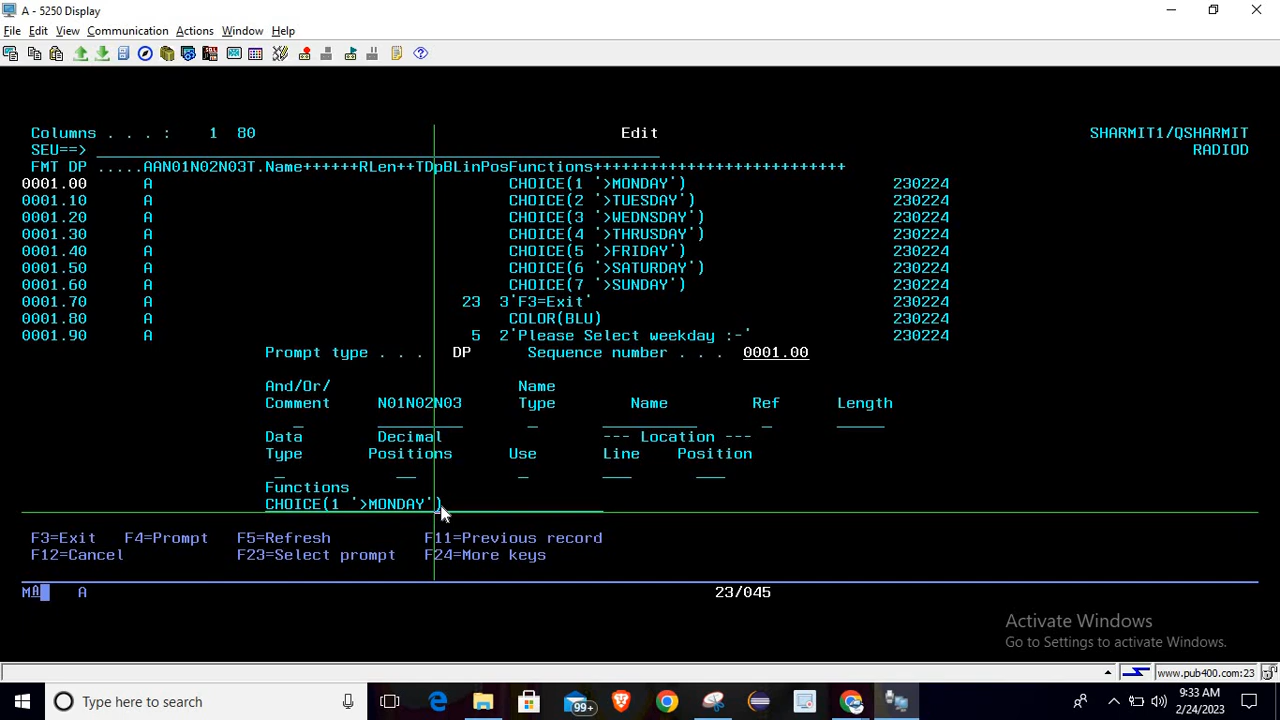 A - 5250 Display
File Edit View Communication Actions Window Help
Columns . . . : 1 80 Edit SHARMIT1/QSHARMIT
SEU==> RADIOD
FMT DP .....AAN01N02N03T.Name++++++RLen++TDpBLinPosFunctions+++++++++++++++++++++++++++
0001.00 A CHOICE(1 '>MONDAY') 230224
0001.10 A CHOICE(2 '>TUESDAY') 230224
0001.20 A CHOICE(3 '>WEDNSDAY') 230224
0001.30 A CHOICE(4 '>THRUSDAY') 230224
0001.40 A CHOICE(5 '>FRIDAY') 230224
0001.50 A CHOICE(6 '>SATURDAY') 230224
0001.60 A CHOICE(7 '>SUNDAY') 230224
0001.70 A 23 3'F3=Exit' 230224
0001.80 A COLOR(BLU) 230224
0001.90 A 5 2'Please Select weekday :-' 230224
Prompt type . . . DP Sequence number . . . 0001.00
And/Or/ Name
Comment N01N02N03 Type Name Ref Length
Data Decimal --- Location ---
Type Positions Use Line Position
Functions
CHOICE(1 '>MONDAY')
F3=Exit F4=Prompt F5=Refresh F11=Previous record
F12=Cancel F23=Select prompt F24=More keys
MA A 23/045
Activate Windows
Go to Settings to activate Windows.
www.pub400.com:23
Type here to search 99+ 9:33 AM
2/24/2023